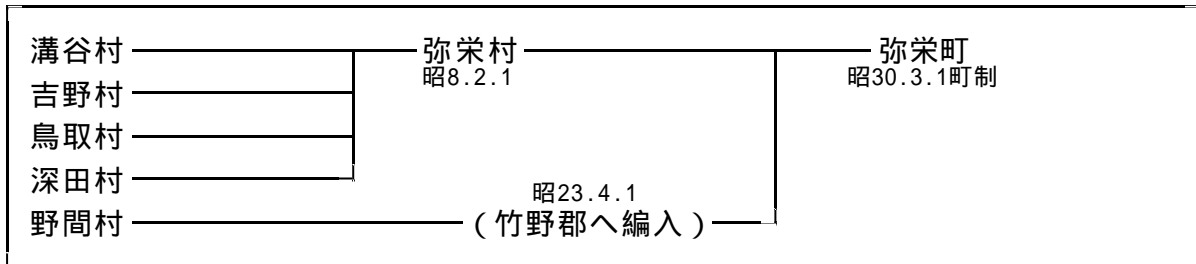 溝谷村 弥栄村 弥栄町
昭8.2.1 昭30.3.1町制
吉野村
鳥取村
深田村
昭23.4.1
野間村 (竹野郡へ編入)